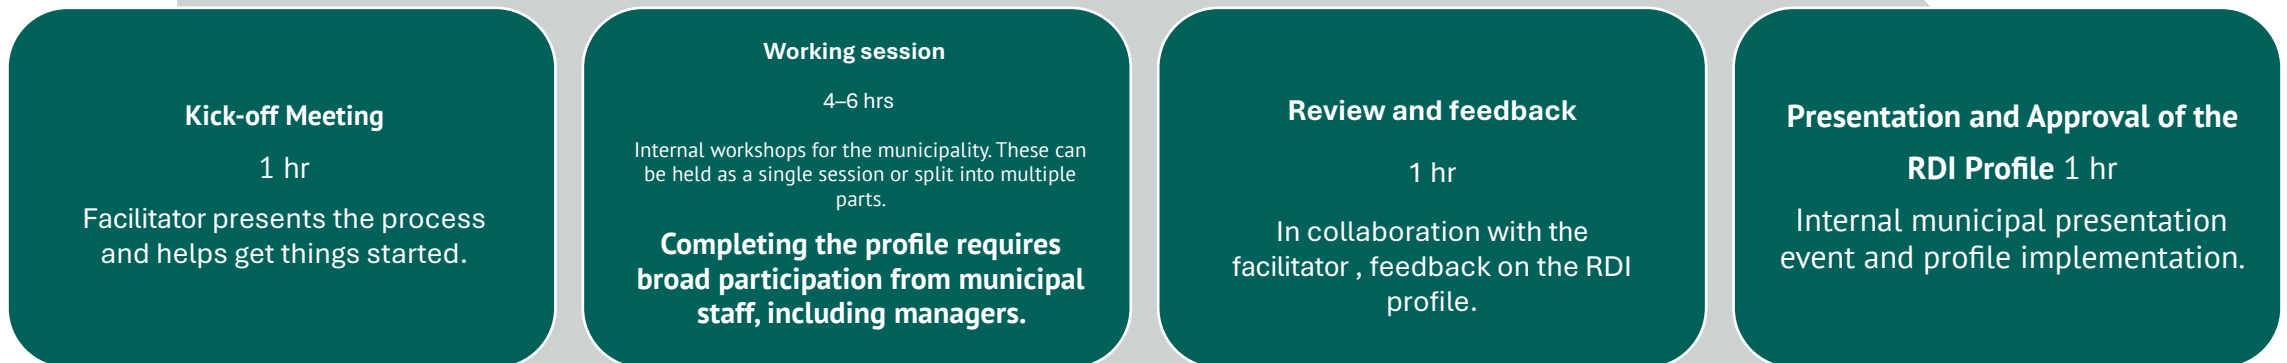 Kick-off Meeting
1 hr
Facilitator presents the process
and helps get things started.
Working session
4–6 hrs
Internal workshops for the municipality. These can
be held as a single session or split into multiple
parts.
Completing the profile requires
broad participation from municipal
staff, including managers.
Review and feedback
1 hr
In collaboration with the
facilitator , feedback on the RDI
profile.
Presentation and Approval of the
RDI Profile 1 hr
Internal municipal presentation
event and profile implementation.